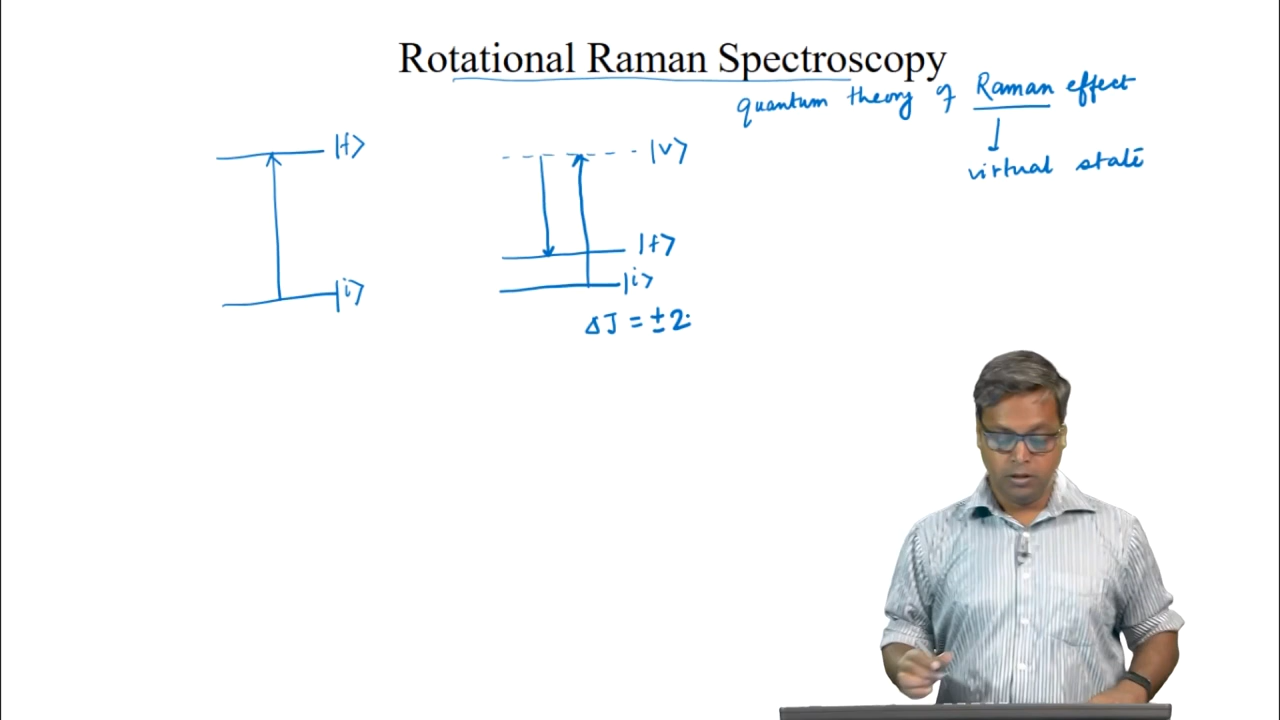 Rotational Raman Spectroscopy
quantum theory of Raman effect
virtual state
|f>
|i>
|v>
|f>
|i>
ΔJ = ±2